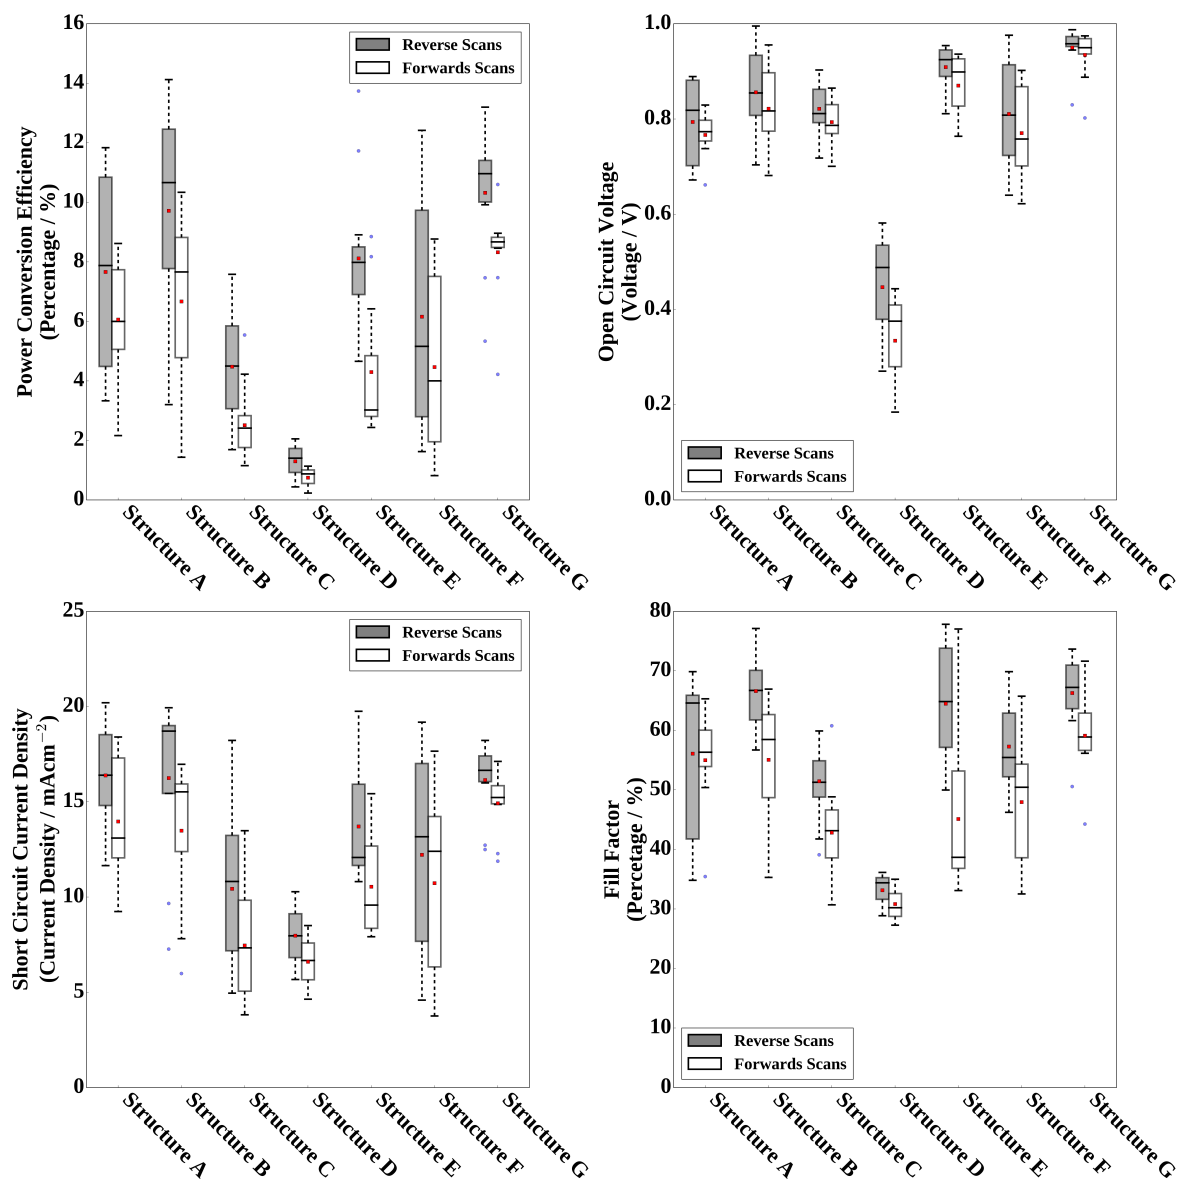 Power Conversion Efficiency
(Percentage / %)
16
14
12
10
8
6
4
2
0
Reverse Scans
Forwards Scans
Structure A
Structure B
Structure C
Structure D
Structure E
Structure F
Structure G
Open Circuit Voltage
(Voltage / V)
1.0
0.8
0.6
0.4
0.2
0.0
Reverse Scans
Forwards Scans
Structure A
Structure B
Structure C
Structure D
Structure E
Structure F
Structure G
Short Circuit Current Density
(Current Density / mAcm⁻²)
25
20
15
10
5
0
Reverse Scans
Forwards Scans
Structure A
Structure B
Structure C
Structure D
Structure E
Structure F
Structure G
Fill Factor
(Percetage / %)
80
70
60
50
40
30
20
10
0
Reverse Scans
Forwards Scans
Structure A
Structure B
Structure C
Structure D
Structure E
Structure F
Structure G